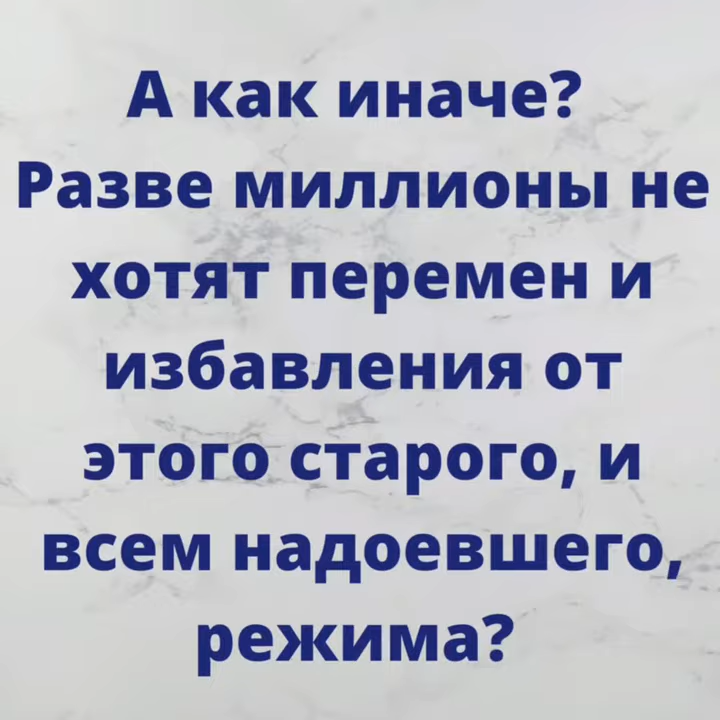 А как иначе?
Разве миллионы не
хотят перемен и
избавления от
этого старого, и
всем надоевшего,
режима?